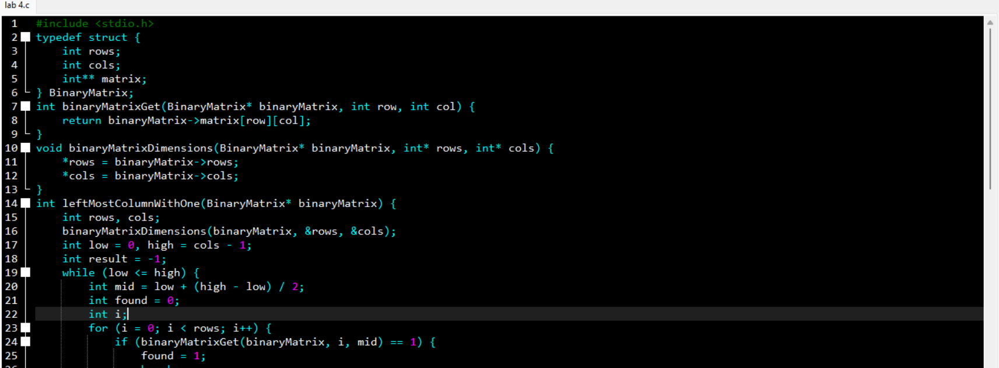 lab 4.c
1 #include <stdio.h>
2 typedef struct {
3     int rows;
4     int cols;
5     int** matrix;
6 } BinaryMatrix;
7 int binaryMatrixGet(BinaryMatrix* binaryMatrix, int row, int col) {
8     return binaryMatrix->matrix[row][col];
9 }
10 void binaryMatrixDimensions(BinaryMatrix* binaryMatrix, int* rows, int* cols) {
11     *rows = binaryMatrix->rows;
12     *cols = binaryMatrix->cols;
13 }
14 int leftMostColumnWithOne(BinaryMatrix* binaryMatrix) {
15     int rows, cols;
16     binaryMatrixDimensions(binaryMatrix, &rows, &cols);
17     int low = 0, high = cols - 1;
18     int result = -1;
19     while (low <= high) {
20         int mid = low + (high - low) / 2;
21         int found = 0;
22         int i;
23         for (i = 0; i < rows; i++) {
24             if (binaryMatrixGet(binaryMatrix, i, mid) == 1) {
25                 found = 1;